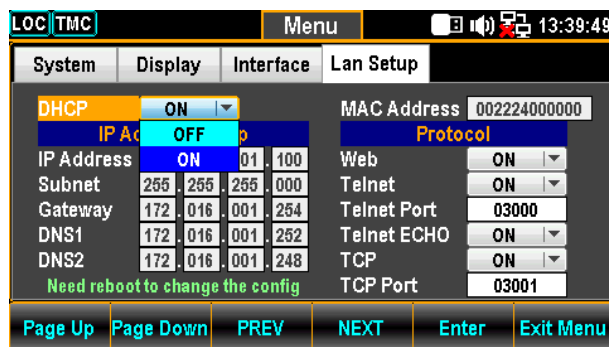 LOC TMC Menu 13:39:49
System Display Interface Lan Setup
DHCP ON MAC Address 002224000000
OFF
ON
IP Protocol
IP Address 01 . 100 Web ON
Subnet 255 . 255 . 255 . 000 Telnet ON
Gateway 172 . 016 . 001 . 254 Telnet Port 03000
DNS1 172 . 016 . 001 . 252 Telnet ECHO ON
DNS2 172 . 016 . 001 . 248 TCP ON
Need reboot to change the config TCP Port 03001
Page Up Page Down PREV NEXT Enter Exit Menu